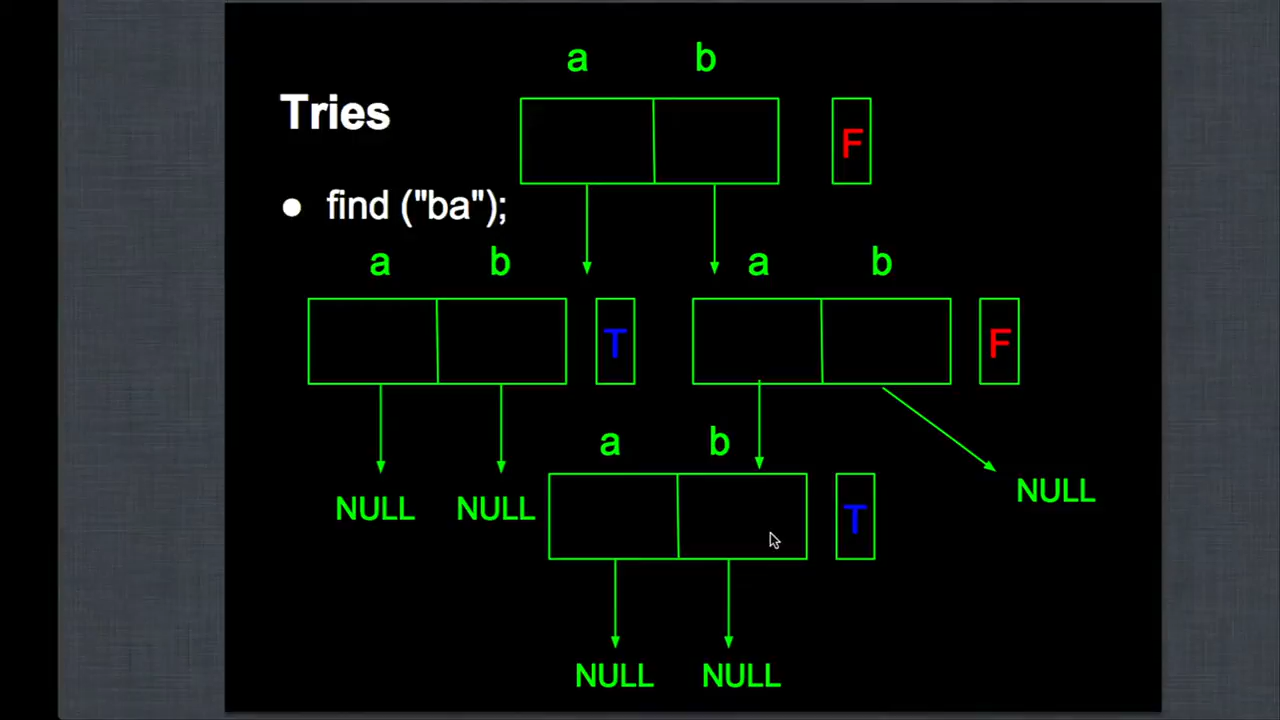 a b
Tries
F
● find ("ba");
a b a b
T F
a b
NULL NULL NULL
T
NULL NULL